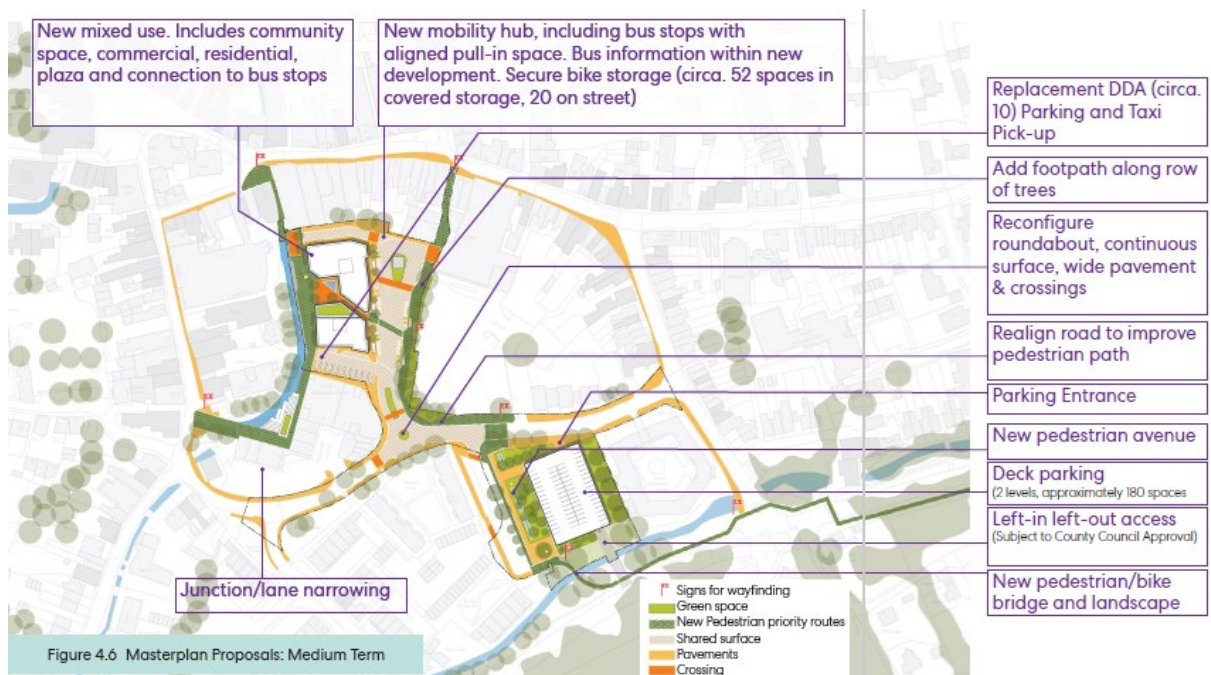 New mixed use. Includes community
space, commercial, residential,
plaza and connection to bus stops
New mobility hub, including bus stops with
aligned pull-in space. Bus information within new
development. Secure bike storage (circa. 52 spaces in
covered storage, 20 on street)
Replacement DDA (circa.
10) Parking and Taxi
Pick-up
Add footpath along row
of trees
Reconfigure
roundabout, continuous
surface, wide pavement
& crossings
Realign road to improve
pedestrian path
Parking Entrance
New pedestrian avenue
Deck parking
(2 levels, approximately 180 spaces
Left-in left-out access
(Subject to County Council Approval)
New pedestrian/bike
bridge and landscape
Junction/lane narrowing
Signs for wayfinding
Green space
New Pedestrian priority routes
Shared surface
Pavements
Crossing
Figure 4.6 Masterplan Proposals: Medium Term